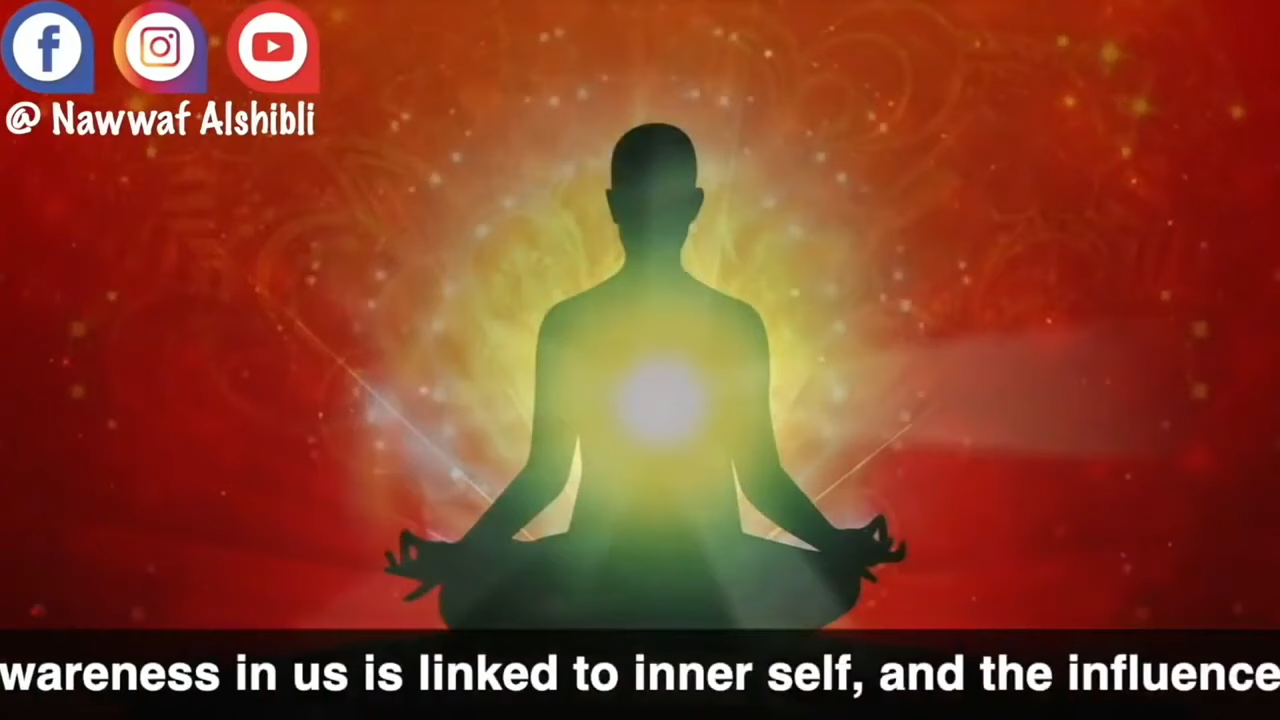 @ Nawwaf Alshibli
wareness in us is linked to inner self, and the influence